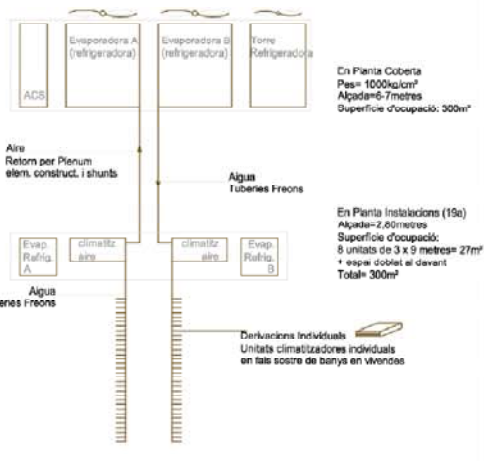 Evaporadora A
(refrigeradora)
Evaporadora B
(refrigeradora)
Torre
Refrigeradora
ACS
En Planta Coberta
Pes= 1000kg/cm²
Alçada=6-7metres
Superfície d'ocupació: 300m²
Aire
Retorn per Plenum
elem. construct. i shunts
Aigua
Tuberies Freons
En Planta Instalacions (19a)
Alçada=2,80metres
Superfície d'ocupació:
8 unitats de 3 x 9 metres= 27m²
+ espai doblat al davant
Total= 300m²
Evap.
Refrig.
A
climatitz
aire
climatitz
aire
Evap.
Refrig.
B
Aigua
eries Freons
Derivacions Individuals
Unitats climatitzadores individuals
en fals sostre de banys en vivendes